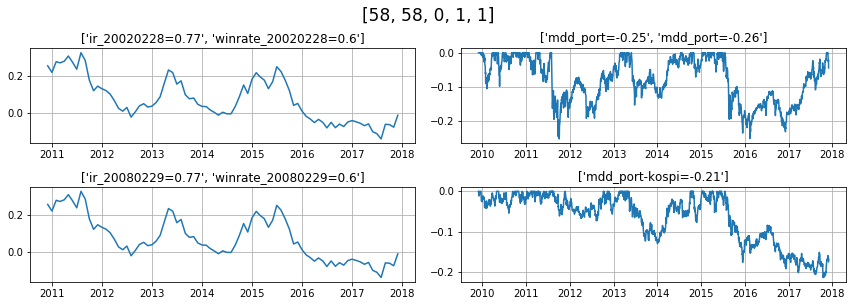 [58, 58, 0, 1, 1]
['ir_20020228=0.77', 'winrate_20020228=0.6']
0.2
0.0
2011 2012 2013 2014 2015 2016 2017 2018
['mdd_port=-0.25', 'mdd_port=-0.26']
0.0
−0.1
−0.2
2010 2011 2012 2013 2014 2015 2016 2017 2018
['ir_20080229=0.77', 'winrate_20080229=0.6']
0.2
0.0
2011 2012 2013 2014 2015 2016 2017 2018
['mdd_port-kospi=-0.21']
0.0
−0.1
−0.2
2010 2011 2012 2013 2014 2015 2016 2017 2018